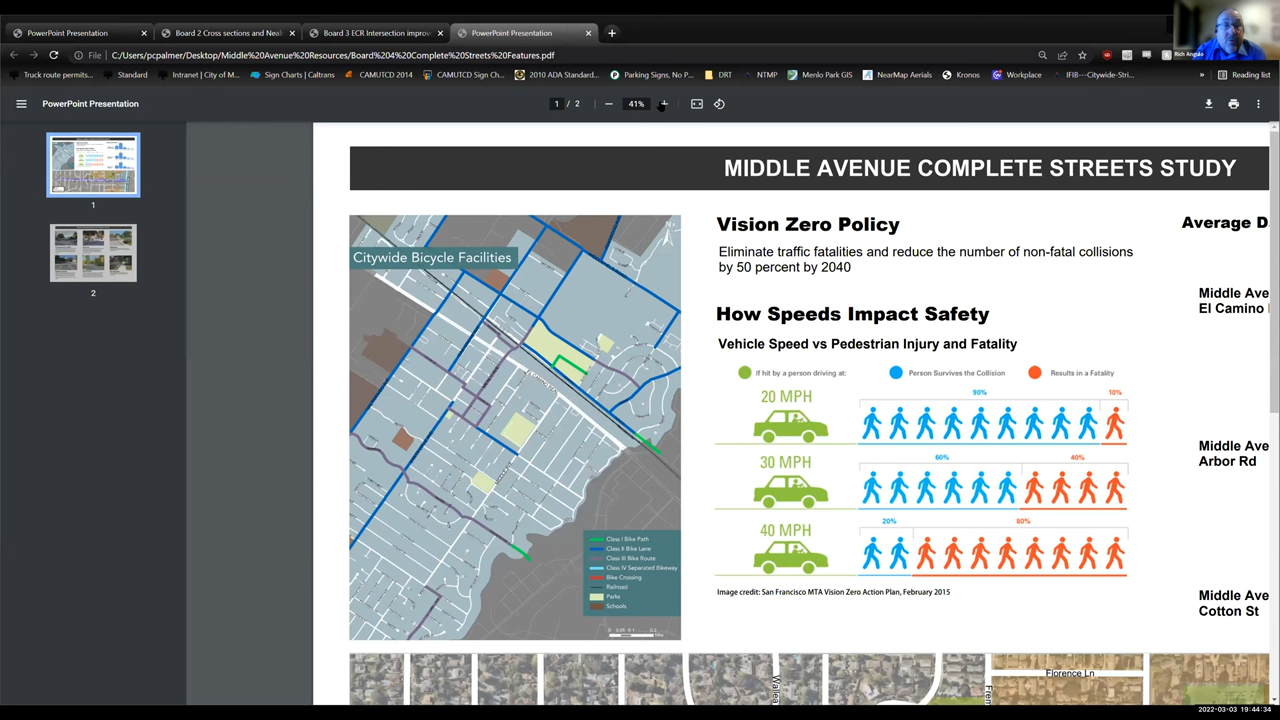 PowerPoint Presentation
Board 2 Cross sections and Neal
Board 3 ECR Intersection improv
PowerPoint Presentation
File
C:/Users/pcpalmer/Desktop/Middle%20Avenue%20Resources/Board%204%20Complete%20Streets%20Features.pdf
Rich Angulo
Truck route permits...
Standard
Intranet | City of M...
Sign Charts | Caltrans
CAMUTCD 2014
CAMUTCD Sign Ch...
2010 ADA Standard...
Parking Signs, No P...
DRT
NTMP
Menlo Park GIS
NearMap Aerials
Kronos
Workplace
IFIB---Citywide-Stri...
»
Reading list
PowerPoint Presentation
1 / 2
41%
1
2
MIDDLE AVENUE COMPLETE STREETS STUDY
Citywide Bicycle Facilities
Class I Bike Path
Class II Bike Lane
Class III Bike Route
Class IV Separated Bikeway
Bike Crossing
Railroad
Parks
Schools
Vision Zero Policy
Eliminate traffic fatalities and reduce the number of non-fatal collisions
by 50 percent by 2040
How Speeds Impact Safety
Vehicle Speed vs Pedestrian Injury and Fatality
If hit by a person driving at:
Person Survives the Collision
Results in a Fatality
20 MPH
90%
10%
30 MPH
60%
40%
40 MPH
20%
80%
Image credit: San Francisco MTA Vision Zero Action Plan, February 2015
Average D
Middle Ave
El Camino
Middle Ave
Arbor Rd
Middle Ave
Cotton St
Florence Ln
Wallea
Frem
2022-03-03 19:44:34